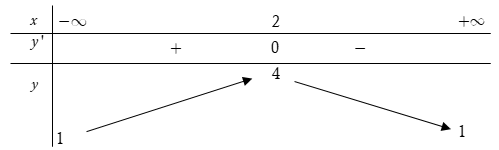 x −∞ 2 +∞
y' + 0 −
y 4
1 1